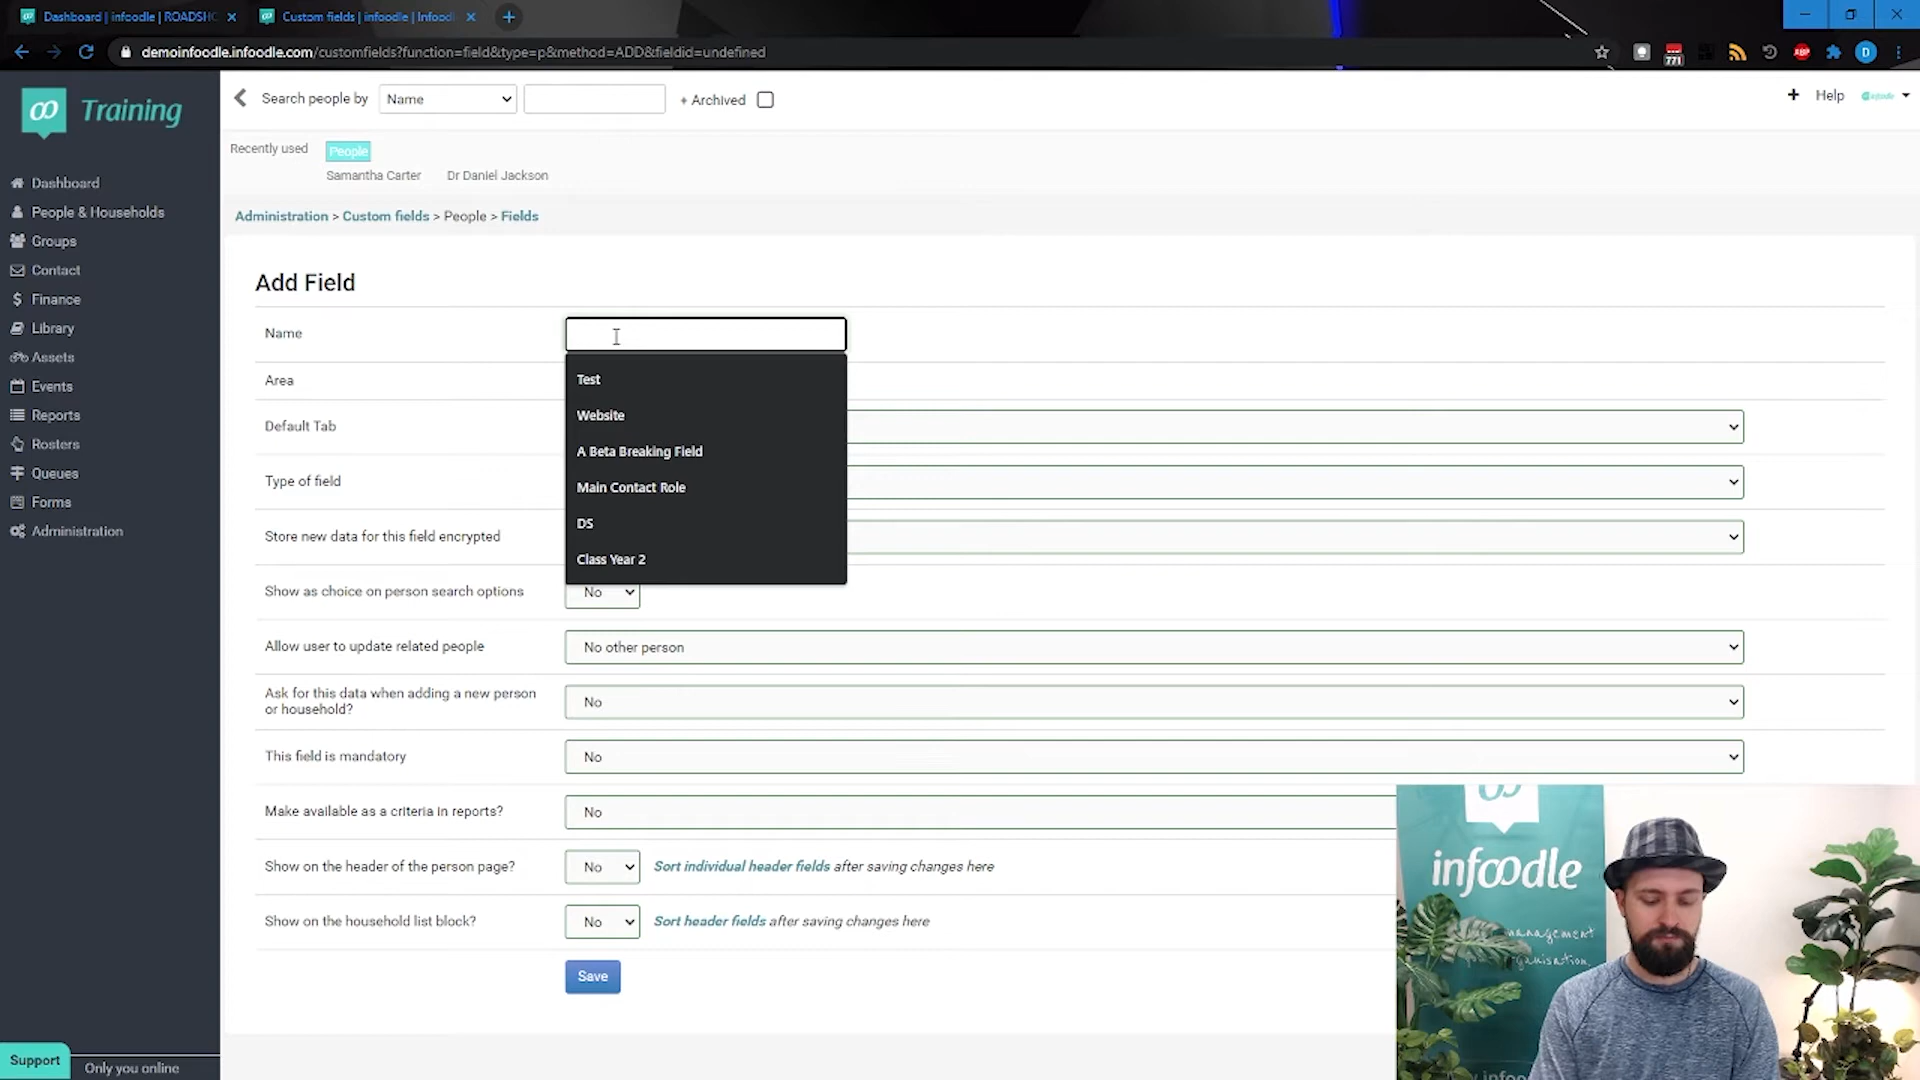 Dashboard | infoodle | ROADSHO
Custom fields | infoodle | Infood
demoinfoodle.infoodle.com/customfields?function=field&type=p&method=ADD&fieldid=undefined
771
ABP
D
Training
Search people by
Name
+ Archived
Help
infoodle
Recently used
People
Samantha Carter
Dr Daniel Jackson
Administration > Custom fields > People > Fields
Dashboard
People & Households
Groups
Contact
Finance
Library
Assets
Events
Reports
Rosters
Queues
Forms
Administration
Add Field
Name
Test
Website
A Beta Breaking Field
Main Contact Role
DS
Class Year 2
Area
Default Tab
Type of field
Store new data for this field encrypted
Show as choice on person search options
No
Allow user to update related people
No other person
Ask for this data when adding a new person
or household?
No
This field is mandatory
No
Make available as a criteria in reports?
No
Show on the header of the person page?
No
Sort individual header fields after saving changes here
Show on the household list block?
No
Sort header fields after saving changes here
Save
infoodle
management
Support
Only you online